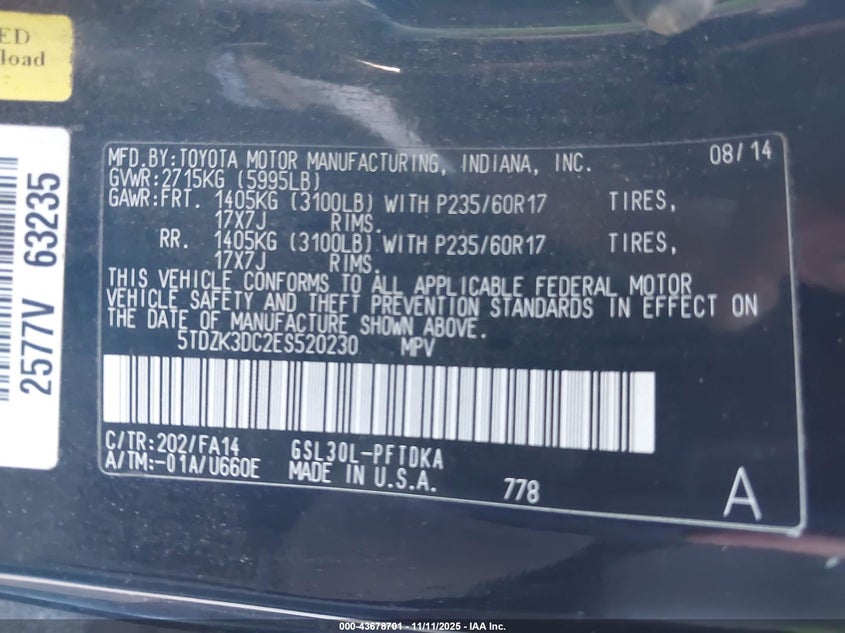 ED
load
2577V 63235
MFD.BY:TOYOTA MOTOR MANUFACTURING, INDIANA, INC. 08/14
GVWR:2715KG (5995LB)
GAWR:FRT. 1405KG (3100LB) WITH P235/60R17 TIRES,
17X7J RIMS.
RR. 1405KG (3100LB) WITH P235/60R17 TIRES,
17X7J RIMS.
THIS VEHICLE CONFORMS TO ALL APPLICABLE FEDERAL MOTOR
VEHICLE SAFETY AND THEFT PREVENTION STANDARDS IN EFFECT ON
THE DATE OF MANUFACTURE SHOWN ABOVE.
5TDZK3DC2ES520230 MPV
C/TR:202/FA14 GSL30L-PFTDKA
A/TM:-01A/U660E MADE IN U.S.A. 778
A
000-43678701 - 11/11/2025 - IAA Inc.